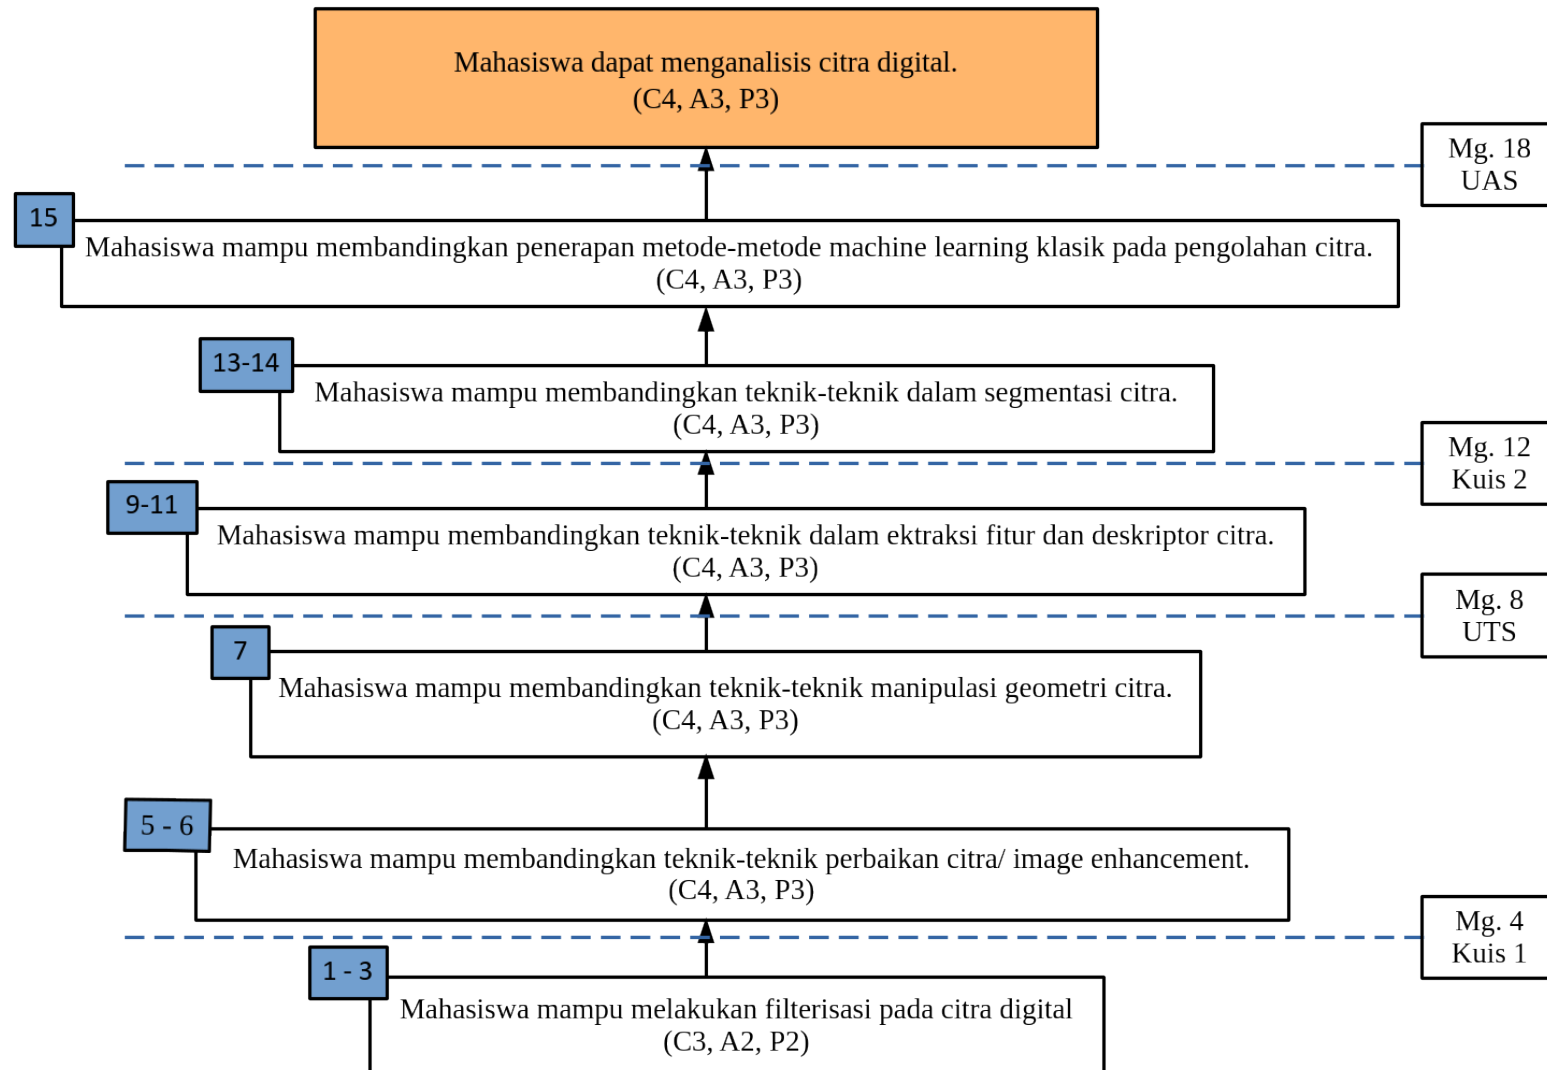 Mahasiswa dapat menganalisis citra digital.
(C4, A3, P3)
Mg. 18
UAS
15
Mahasiswa mampu membandingkan penerapan metode-metode machine learning klasik pada pengolahan citra.
(C4, A3, P3)
13-14
Mahasiswa mampu membandingkan teknik-teknik dalam segmentasi citra.
(C4, A3, P3)
Mg. 12
Kuis 2
9-11
Mahasiswa mampu membandingkan teknik-teknik dalam ektraksi fitur dan deskriptor citra.
(C4, A3, P3)
Mg. 8
UTS
7
Mahasiswa mampu membandingkan teknik-teknik manipulasi geometri citra.
(C4, A3, P3)
5 - 6
Mahasiswa mampu membandingkan teknik-teknik perbaikan citra/ image enhancement.
(C4, A3, P3)
Mg. 4
Kuis 1
1 - 3
Mahasiswa mampu melakukan filterisasi pada citra digital
(C3, A2, P2)